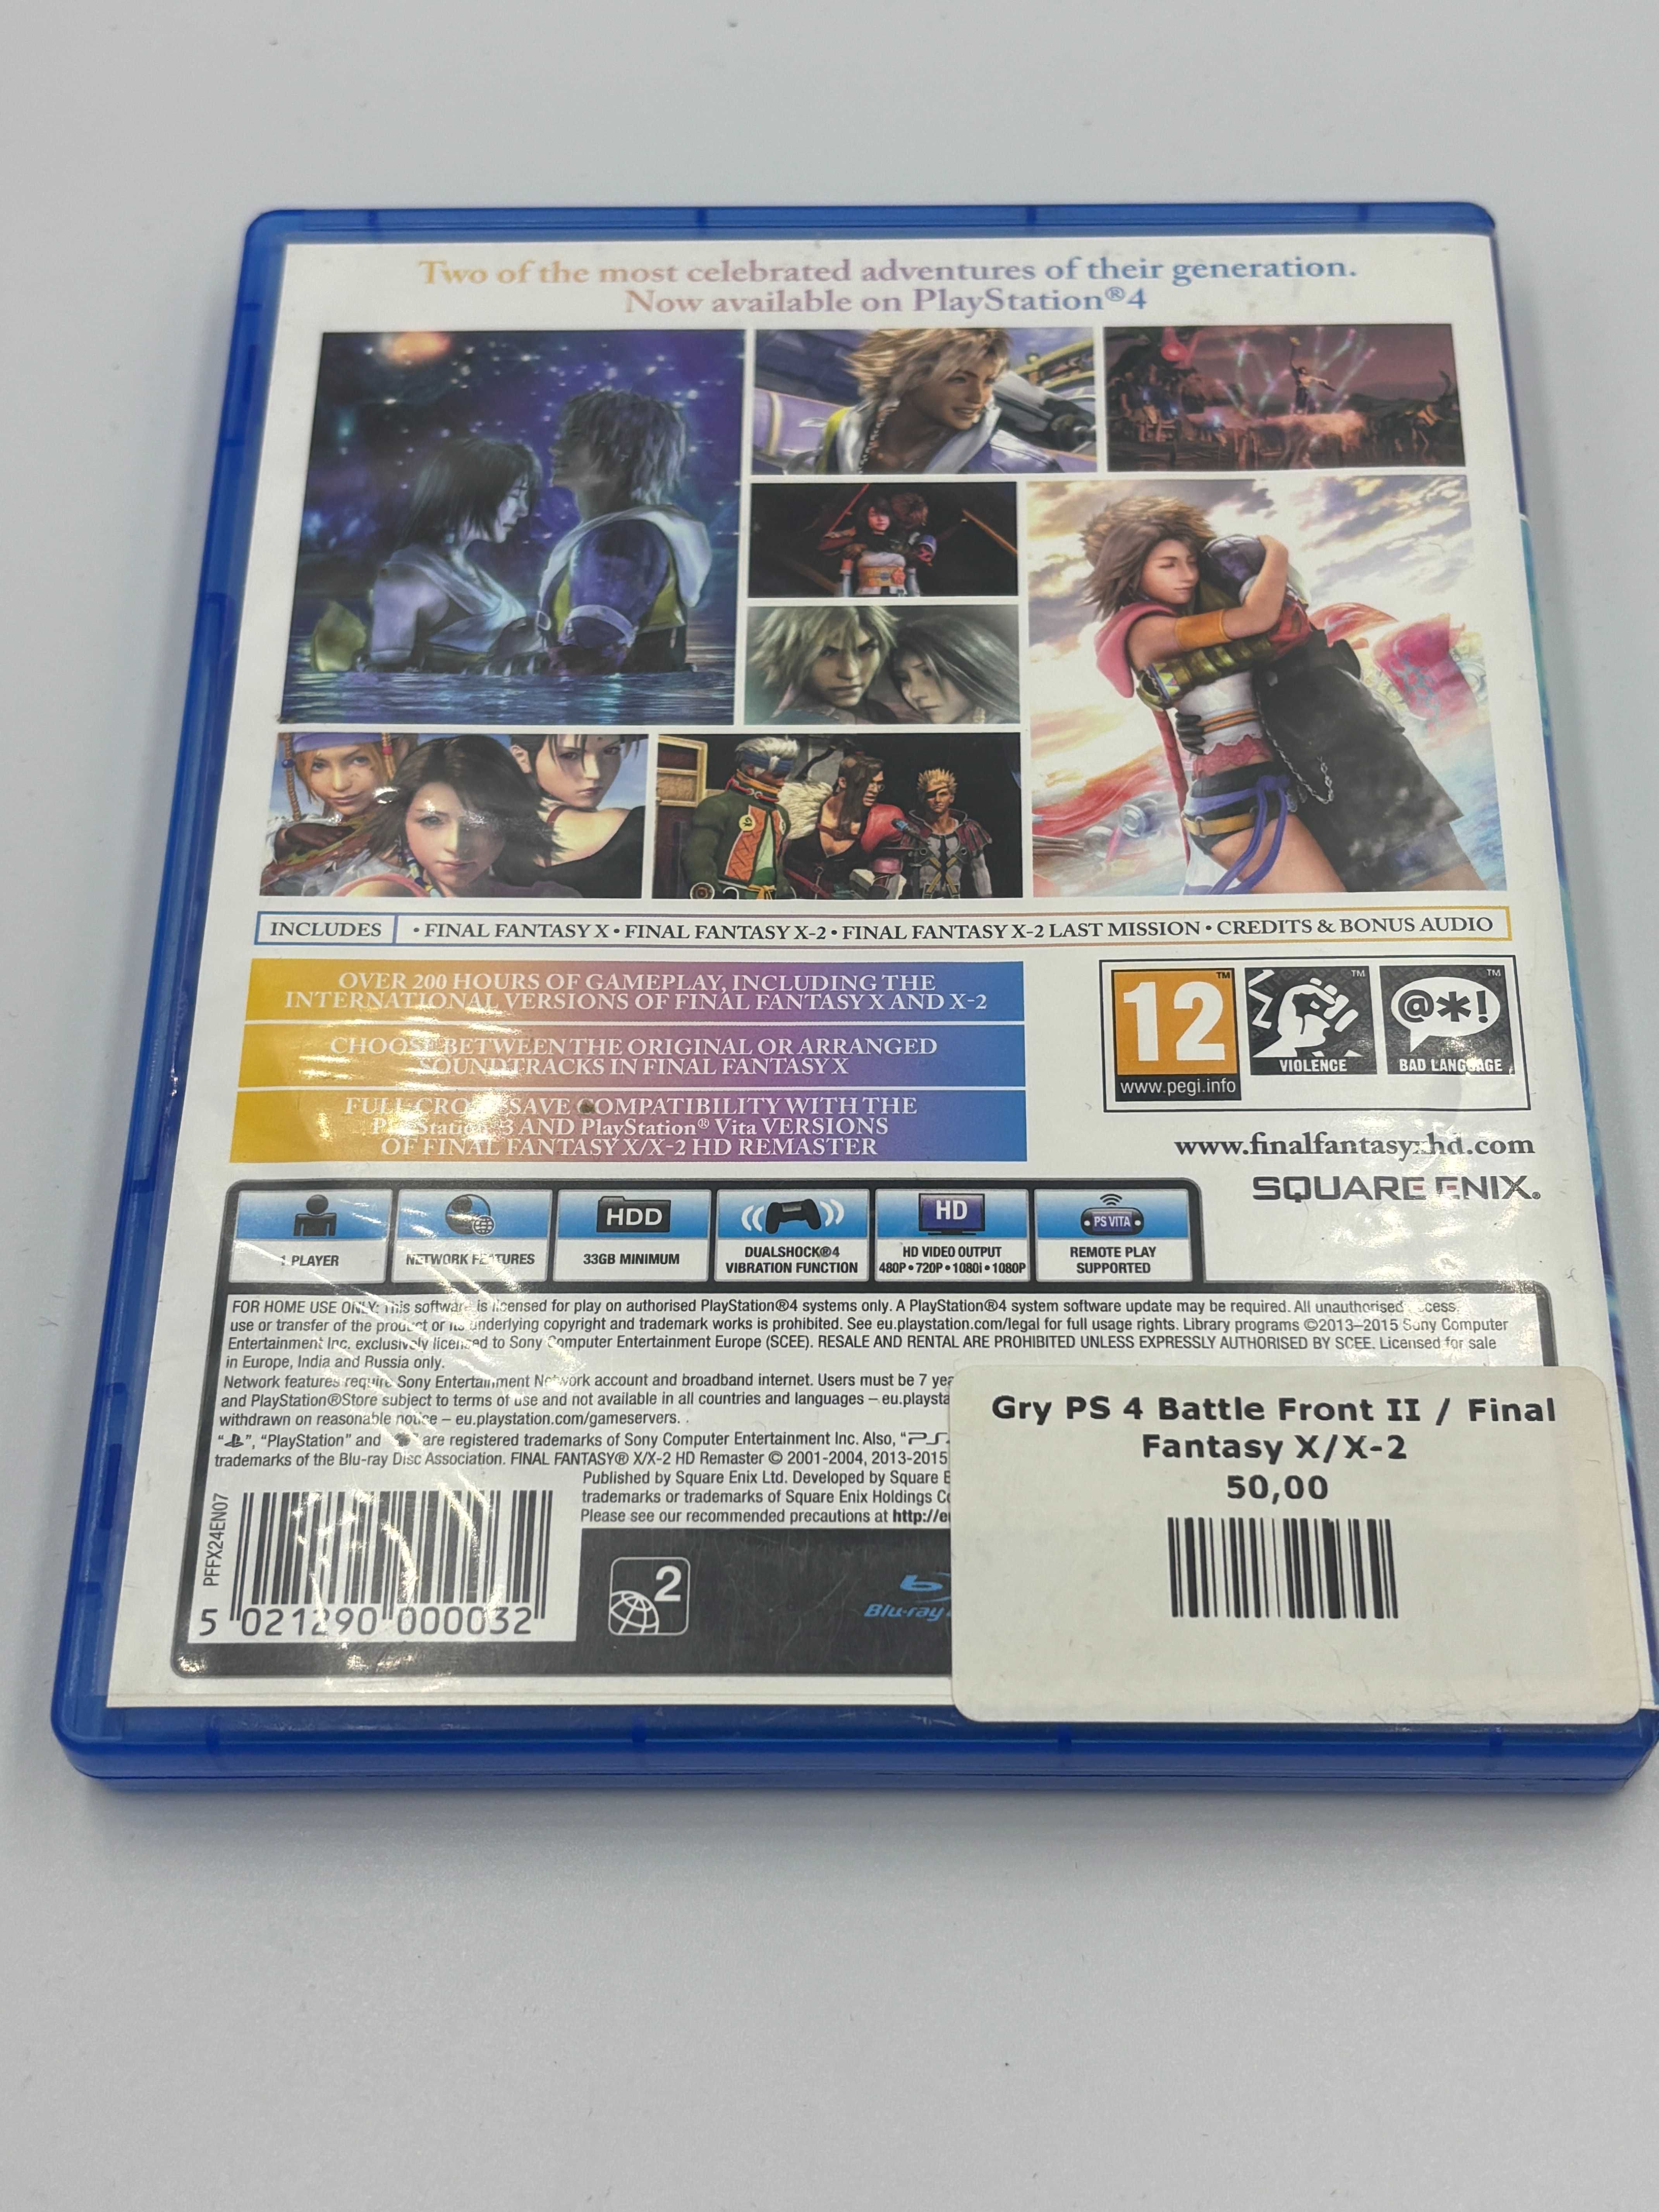 Two of the most celebrated adventures of their generation.
Now available on PlayStation®4
INCLUDES • FINAL FANTASY X • FINAL FANTASY X-2 • FINAL FANTASY X-2 LAST MISSION • CREDITS & BONUS AUDIO
OVER 200 HOURS OF GAMEPLAY, INCLUDING THE
INTERNATIONAL VERSIONS OF FINAL FANTASY X AND X-2
CHOOSE BETWEEN THE ORIGINAL OR ARRANGED
SOUNDTRACKS IN FINAL FANTASY X
FULL CROSS-SAVE COMPATIBILITY WITH THE
PlayStation®3 AND PlayStation® Vita VERSIONS
OF FINAL FANTASY X/X-2 HD REMASTER
12 ™
www.pegi.info
™
VIOLENCE
@*!
™
BAD LANGUAGE
www.finalfantasyxhd.com
SQUARE ENIX®
1 PLAYER
NETWORK FEATURES
HDD
33GB MINIMUM
DUALSHOCK®4
VIBRATION FUNCTION
HD
HD VIDEO OUTPUT
480P • 720P • 1080i • 1080P
PS VITA
REMOTE PLAY
SUPPORTED
FOR HOME USE ONLY: This software is licensed for play on authorised PlayStation®4 systems only. A PlayStation®4 system software update may be required. All unauthorised access,
use or transfer of the product or its underlying copyright and trademark works is prohibited. See eu.playstation.com/legal for full usage rights. Library programs ©2013–2015 Sony Computer
Entertainment Inc. exclusively licensed to Sony Computer Entertainment Europe (SCEE). RESALE AND RENTAL ARE PROHIBITED UNLESS EXPRESSLY AUTHORISED BY SCEE. Licensed for sale
in Europe, India and Russia only.
Network features require Sony Entertainment Network account and broadband internet. Users must be 7
and PlayStation®Store subject to terms of use and not available in all countries and languages – eu.playsta
withdrawn on reasonable notice – eu.playstation.com/gameservers.
“ ”, “PlayStation” and “ ” are registered trademarks of Sony Computer Entertainment Inc. Also, “
trademarks of the Blu-ray Disc Association. FINAL FANTASY® X/X-2 HD Remaster © 2001-2004, 2013-2015
Published by Square Enix Ltd. Developed by Square
trademarks or trademarks of Square Enix Holdings
Please see our recommended precautions at http://e
PFFX24EN07
5 021290 000032
2
Blu-ray
Gry PS 4 Battle Front II / Final
Fantasy X/X-2
50,00